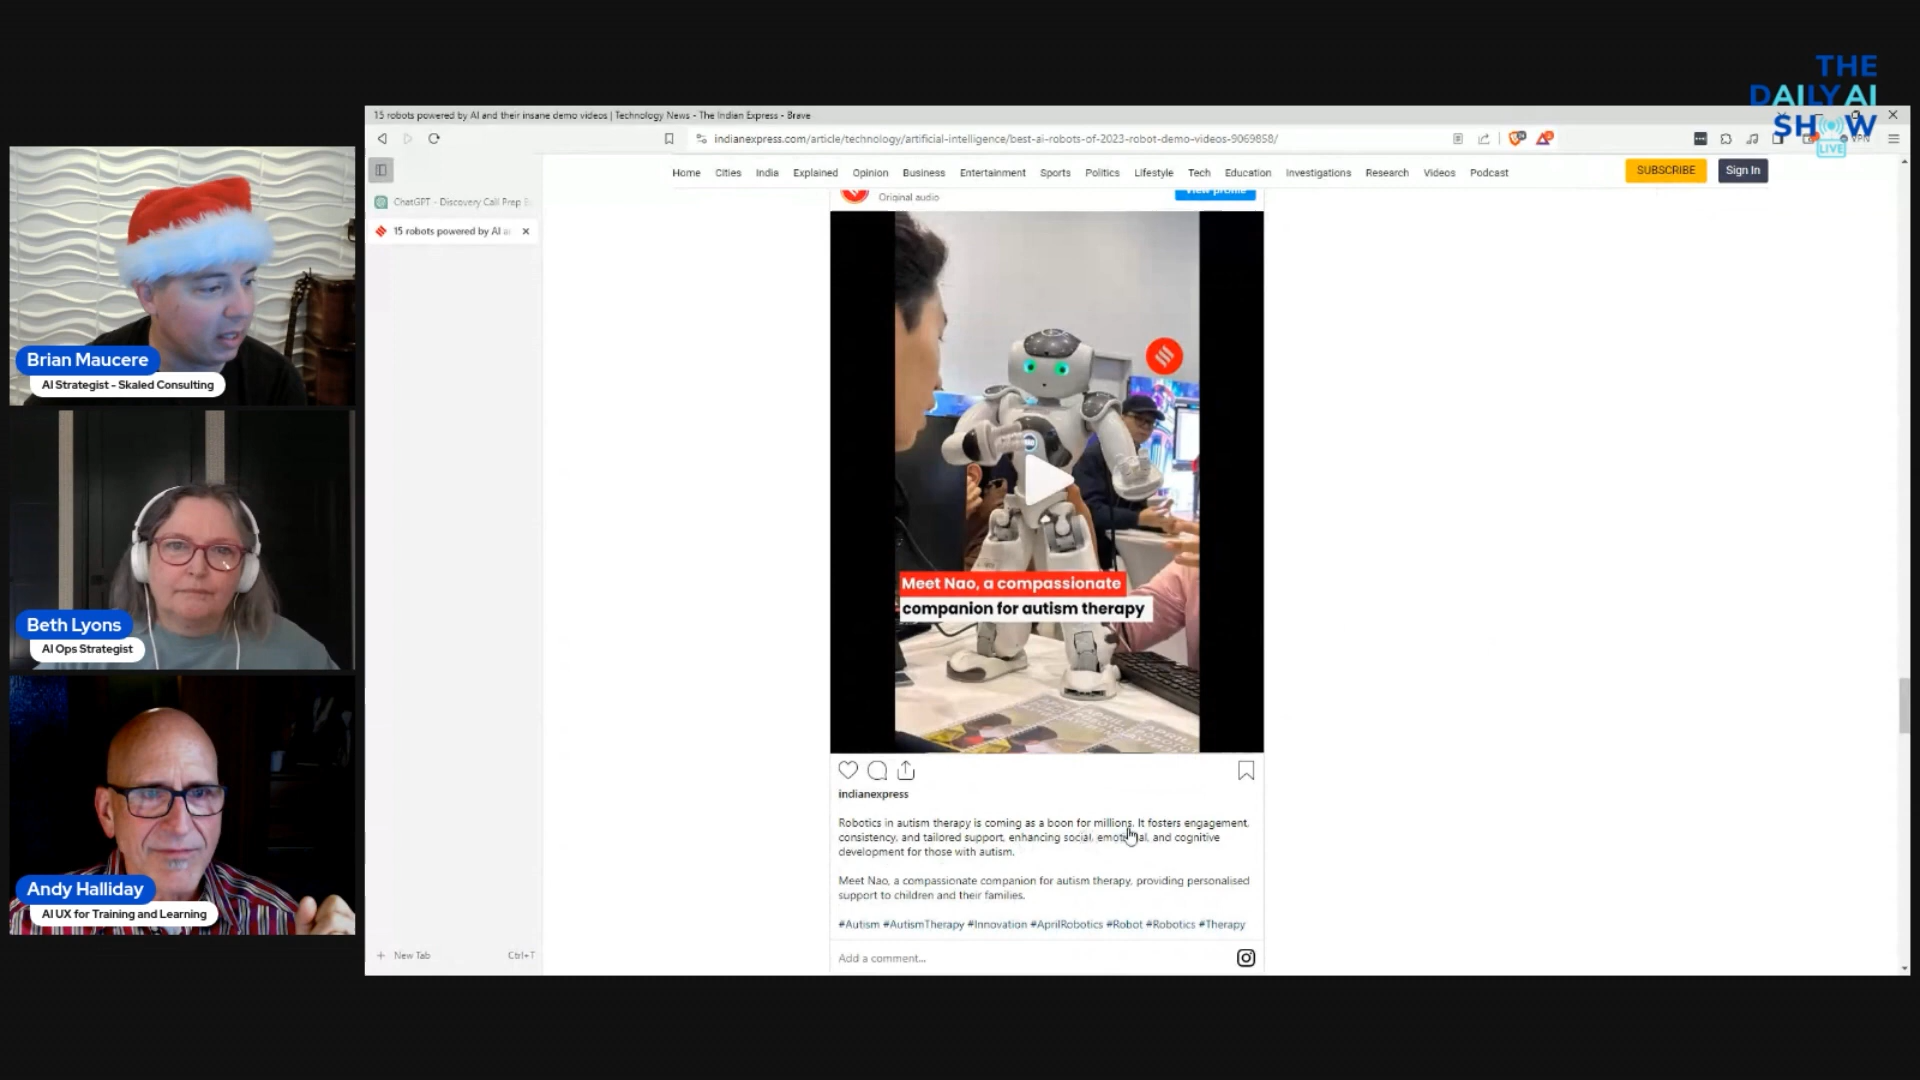 THE
DAILY AI
SHOW
LIVE
15 robots powered by AI and their insane demo videos | Technology News - The Indian Express - Brave
indianexpress.com/article/technology/artificial-intelligence/best-ai-robots-of-2023-robot-demo-videos-9069858/
VPN
Home Cities India Explained Opinion Business Entertainment Sports Politics Lifestyle Tech Education Investigations Research Videos Podcast
SUBSCRIBE
Sign In
ChatGPT - Discovery Call Prep
15 robots powered by AI
Original audio
View profile
Brian Maucere
AI Strategist - Skaled Consulting
Beth Lyons
AI Ops Strategist
Andy Halliday
AI UX for Training and Learning
Meet Nao, a compassionate
companion for autism therapy
indianexpress
Robotics in autism therapy is coming as a boon for millions. It fosters engagement,
consistency, and tailored support, enhancing social, and cognitive
development for those with autism.
Meet Nao, a compassionate companion for autism therapy, providing personalised
support to children and their families.
#Autism #AutismTherapy #Innovation #AprilRobotics #Robot #Robotics #Therapy
Add a comment...
+ New Tab Ctrl+T